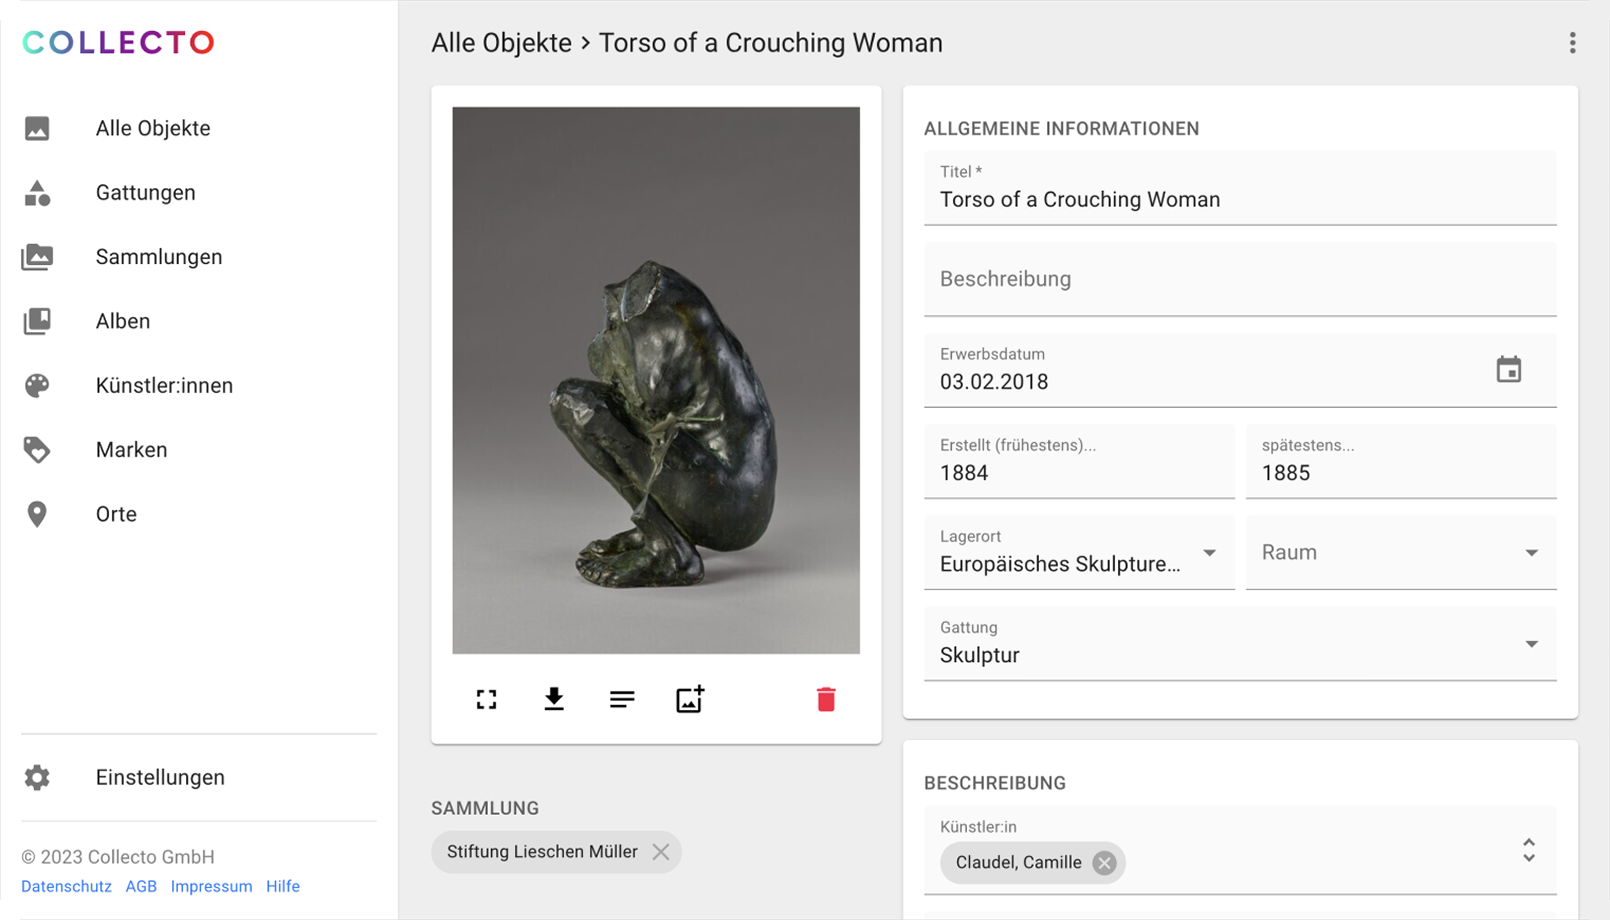 COLLECTO
Alle Objekte
Gattungen
Sammlungen
Alben
Künstler:innen
Marken
Orte
Einstellungen
© 2023 Collecto GmbH
Datenschutz AGB Impressum Hilfe
Alle Objekte › Torso of a Crouching Woman
SAMMLUNG
Stiftung Lieschen Müller
ALLGEMEINE INFORMATIONEN
Titel *
Torso of a Crouching Woman
Beschreibung
Erwerbsdatum
03.02.2018
Erstellt (frühestens)...
1884
spätestens...
1885
Lagerort
Europäisches Skulpture...
Raum
Gattung
Skulptur
BESCHREIBUNG
Künstler:in
Claudel, Camille